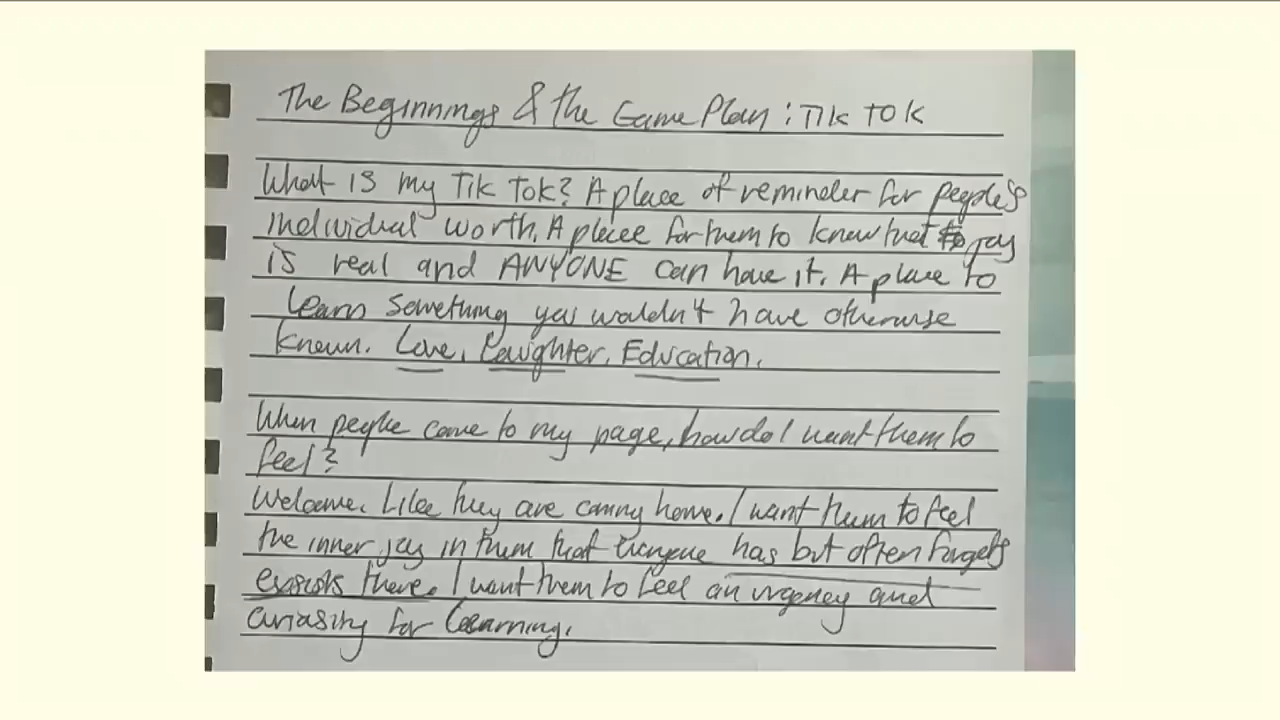 The Beginnings & the Game Plan: TIK TOK
What is my Tik Tok? A place of reminder for people's
individual worth. A place for them to know that joy
is real and ANYONE can have it. A place to
learn something you wouldn't have otherwise
known. Love, Laughter, Education.
When people come to my page, how do I want them to
feel?
Welcome. Like they are coming home. I want them to feel
the inner joy in them that everyone has but often forgets
exists there. I want them to feel an urgency and
curiosity for learning.